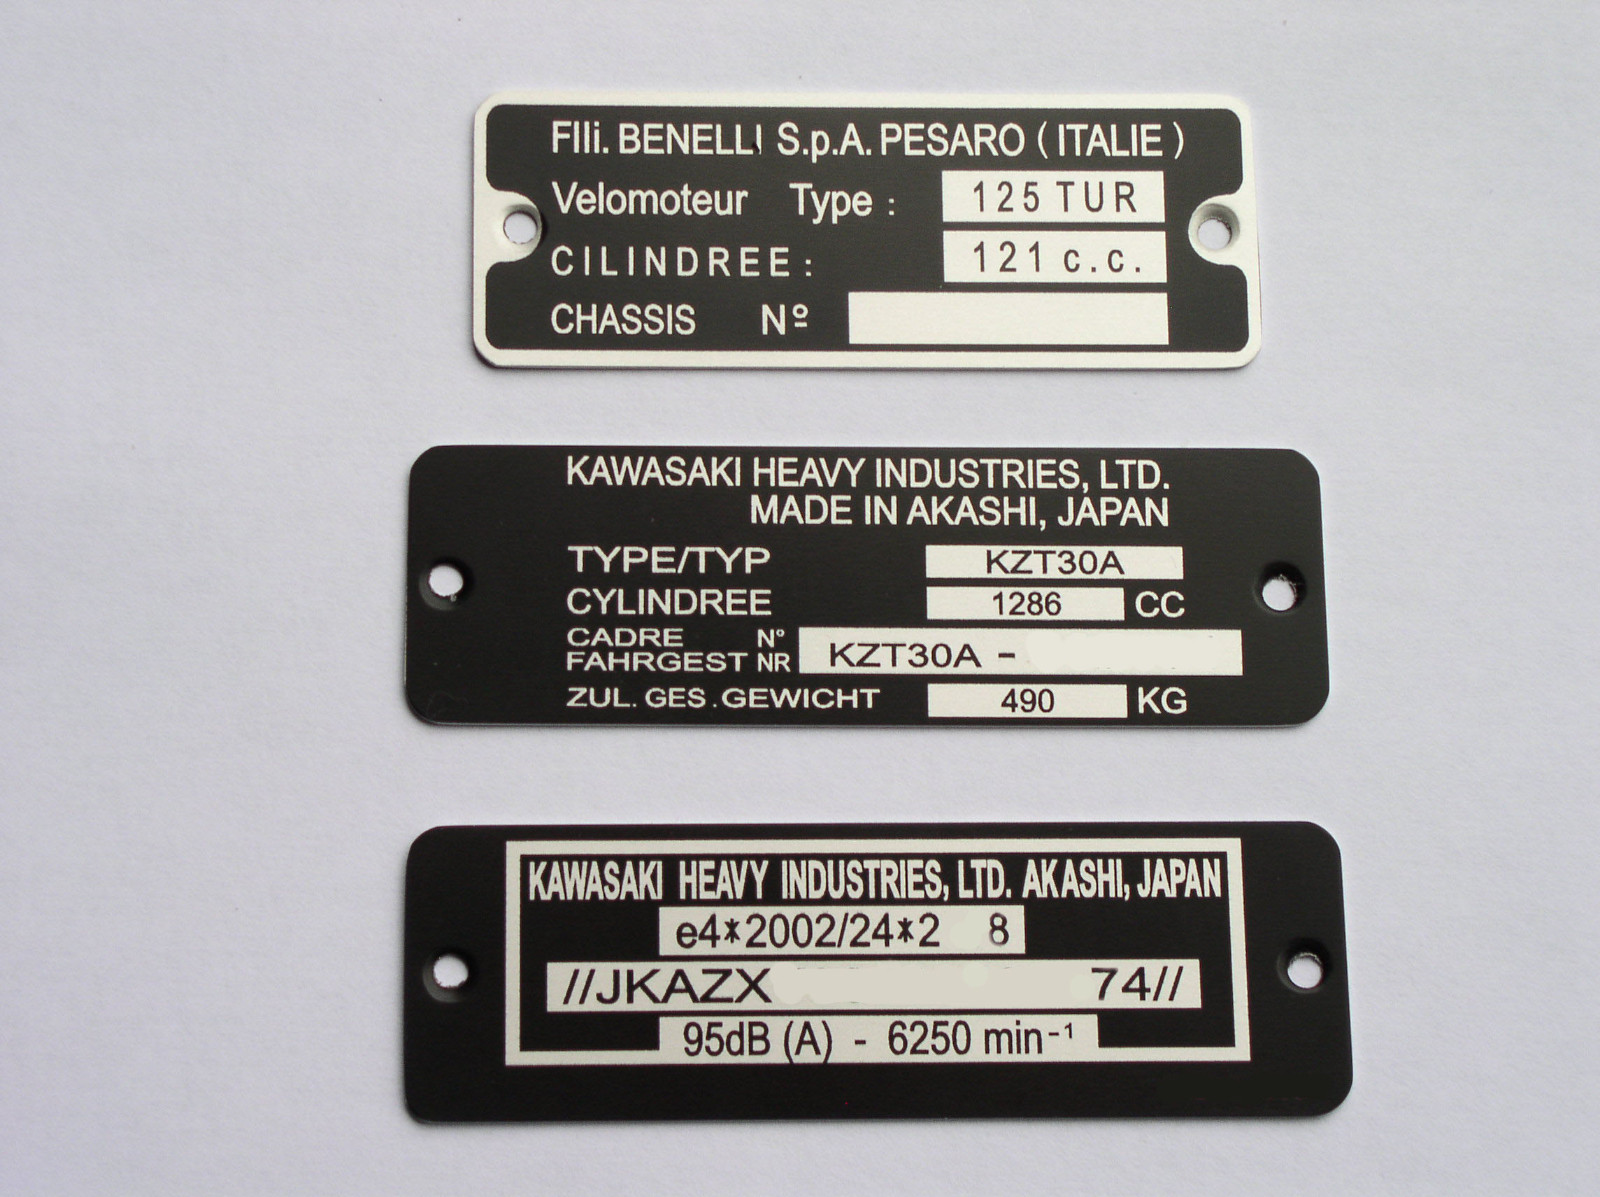 Flli. BENELLI S.p.A. PESARO ( ITALIE )
Velomoteur Type : 125 TUR
CILINDREE : 121 c.c.
CHASSIS Nº
KAWASAKI HEAVY INDUSTRIES, LTD.
MADE IN AKASHI, JAPAN
TYPE/TYP KZT30A
CYLINDREE 1286 CC
CADRE N°
FAHRGEST NR KZT30A -
ZUL. GES. GEWICHT 490 KG
KAWASAKI HEAVY INDUSTRIES, LTD. AKASHI, JAPAN
e4*2002/24*2 8
//JKAZX 74//
95dB (A) - 6250 min⁻¹